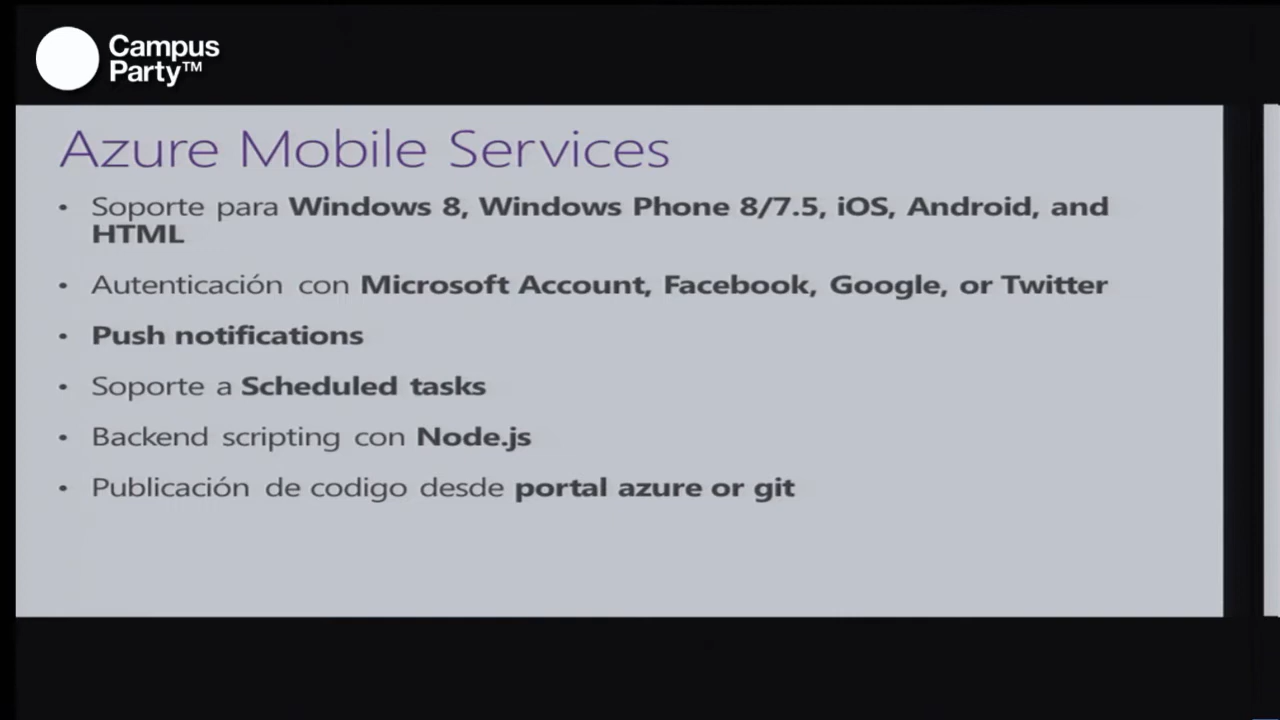 Campus
Party™
Azure Mobile Services
• Soporte para Windows 8, Windows Phone 8/7.5, iOS, Android, and
HTML
• Autenticación con Microsoft Account, Facebook, Google, or Twitter
• Push notifications
• Soporte a Scheduled tasks
• Backend scripting con Node.js
• Publicación de codigo desde portal azure or git